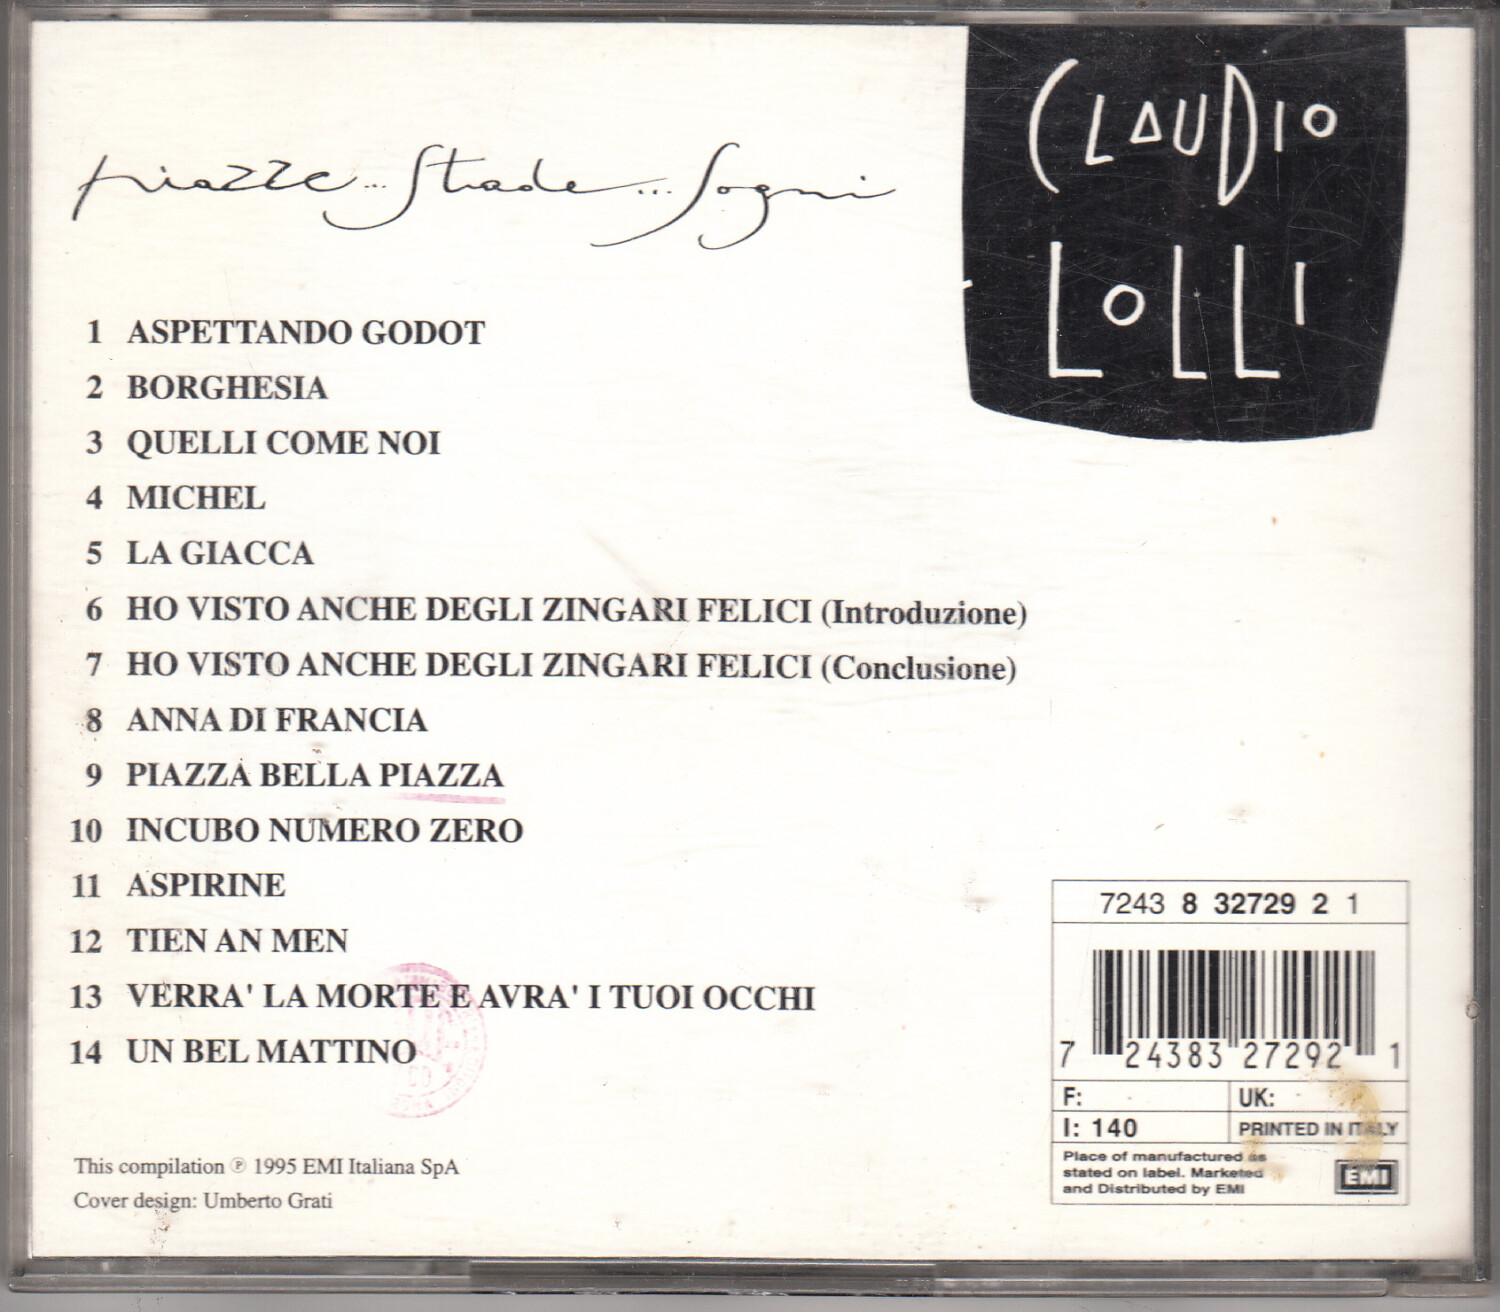 CLAUDIO
LOLLI
piazze... Strade... Sogni
1 ASPETTANDO GODOT
2 BORGHESIA
3 QUELLI COME NOI
4 MICHEL
5 LA GIACCA
6 HO VISTO ANCHE DEGLI ZINGARI FELICI (Introduzione)
7 HO VISTO ANCHE DEGLI ZINGARI FELICI (Conclusione)
8 ANNA DI FRANCIA
9 PIAZZA BELLA PIAZZA
10 INCUBO NUMERO ZERO
11 ASPIRINE
12 TIEN AN MEN
13 VERRA' LA MORTE E AVRA' I TUOI OCCHI
14 UN BEL MATTINO
This compilation ℗ 1995 EMI Italiana SpA
Cover design: Umberto Grati
7243 8 32729 2 1
7 24383 27292 1
F:
UK:
I: 140
PRINTED IN ITALY
Place of manufactured as
stated on label. Marketed
and Distributed by EMI
EMI